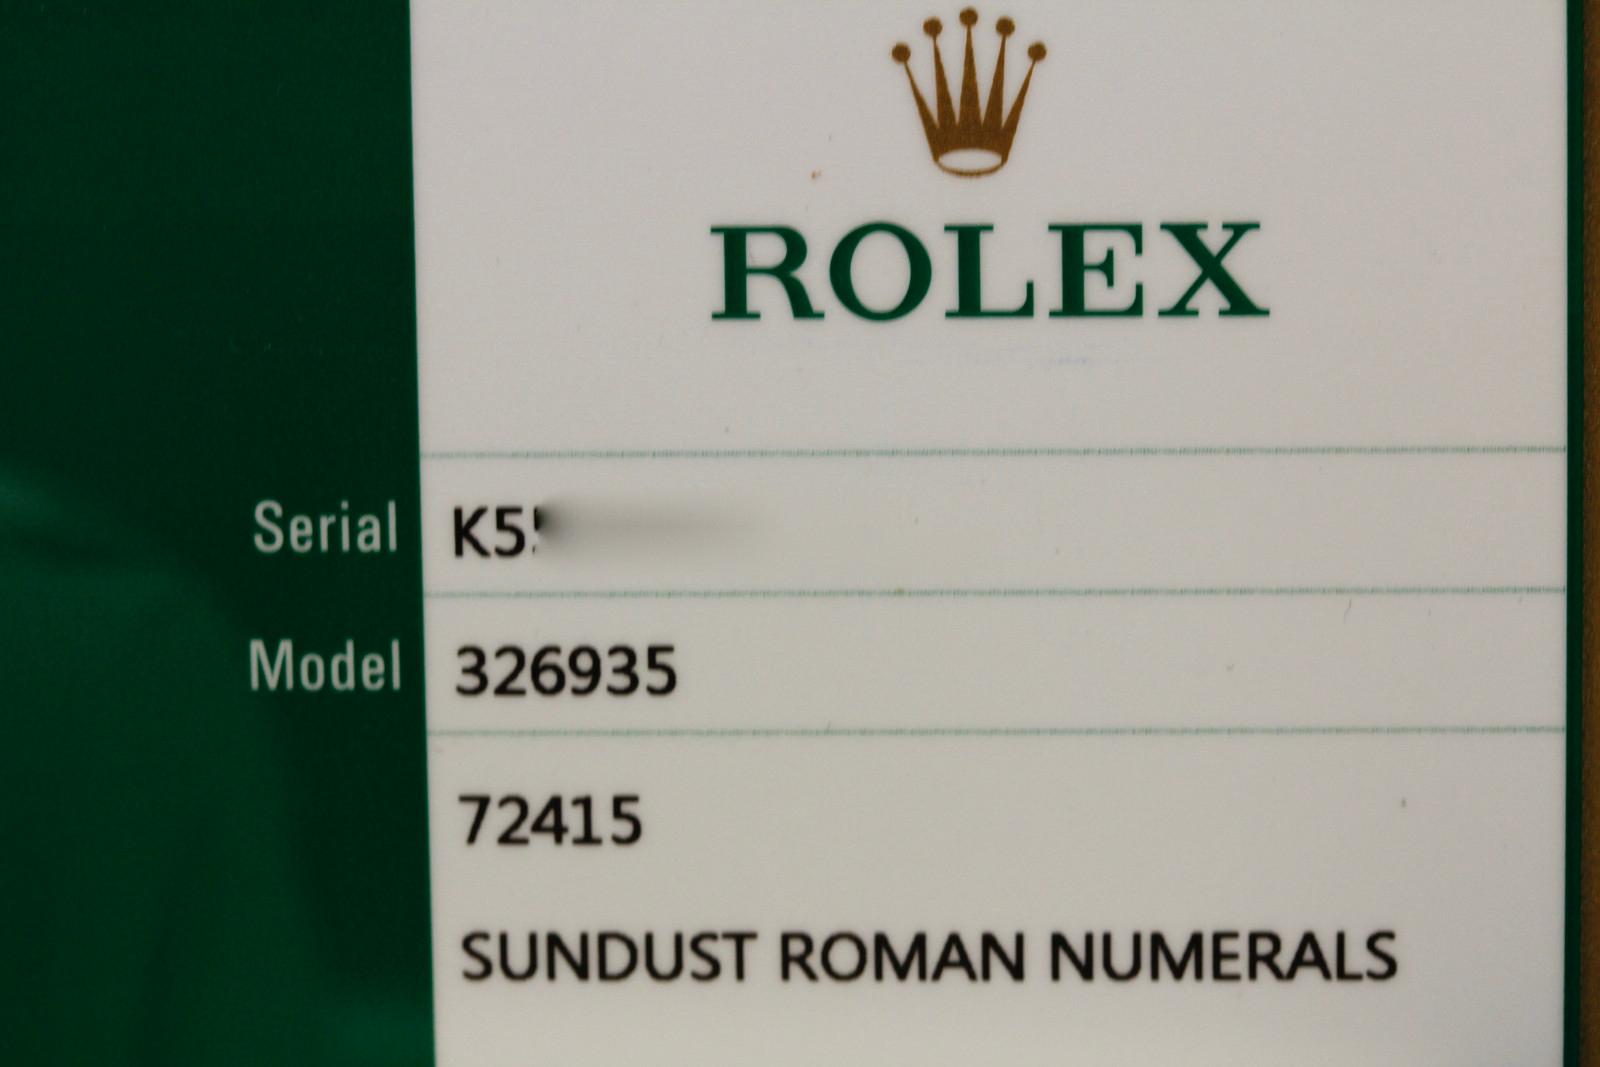 ROLEX
Serial K5
Model 326935
72415
SUNDUST ROMAN NUMERALS